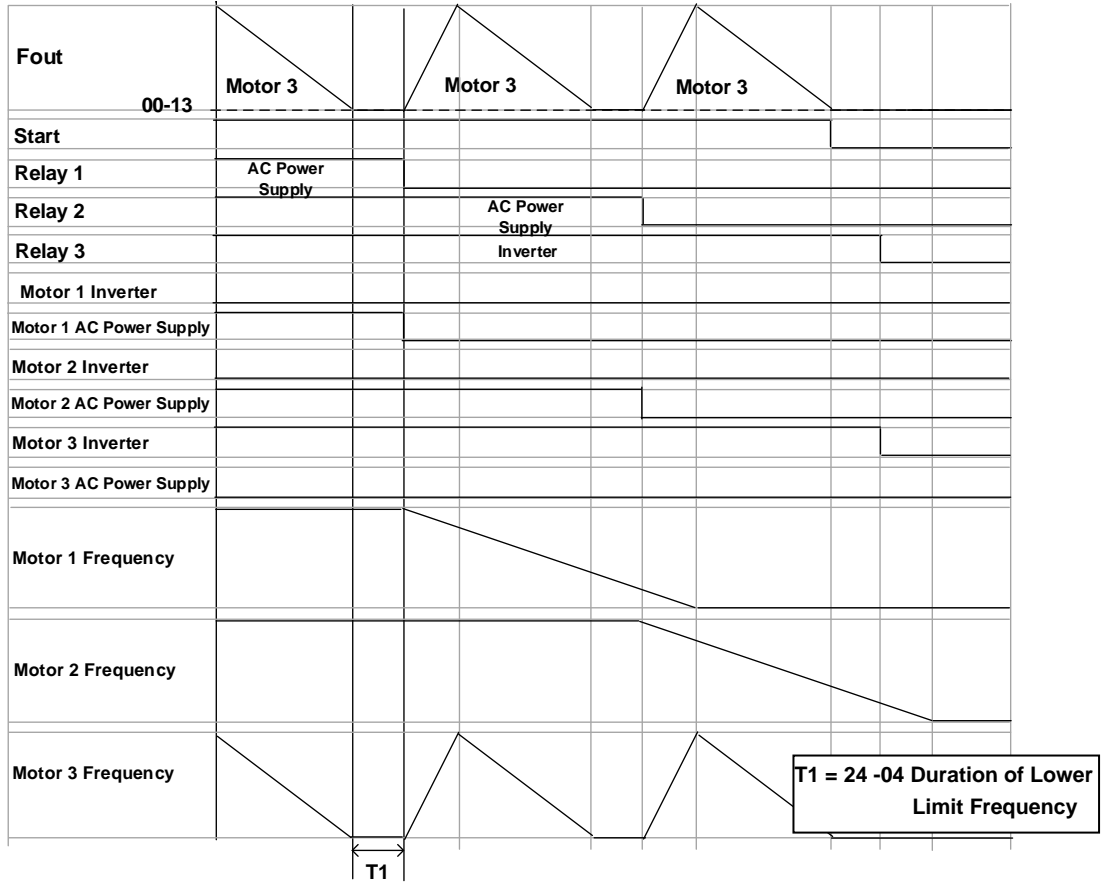 Fout
Motor 3
Motor 3
Motor 3
00-13
Start
Relay 1
AC Power
Supply
Relay 2
AC Power
Supply
Relay 3
Inverter
Motor 1 Inverter
Motor 1 AC Power Supply
Motor 2 Inverter
Motor 2 AC Power Supply
Motor 3 Inverter
Motor 3 AC Power Supply
Motor 1 Frequency
Motor 2 Frequency
Motor 3 Frequency
T1 = 24 -04 Duration of Lower
Limit Frequency
T1